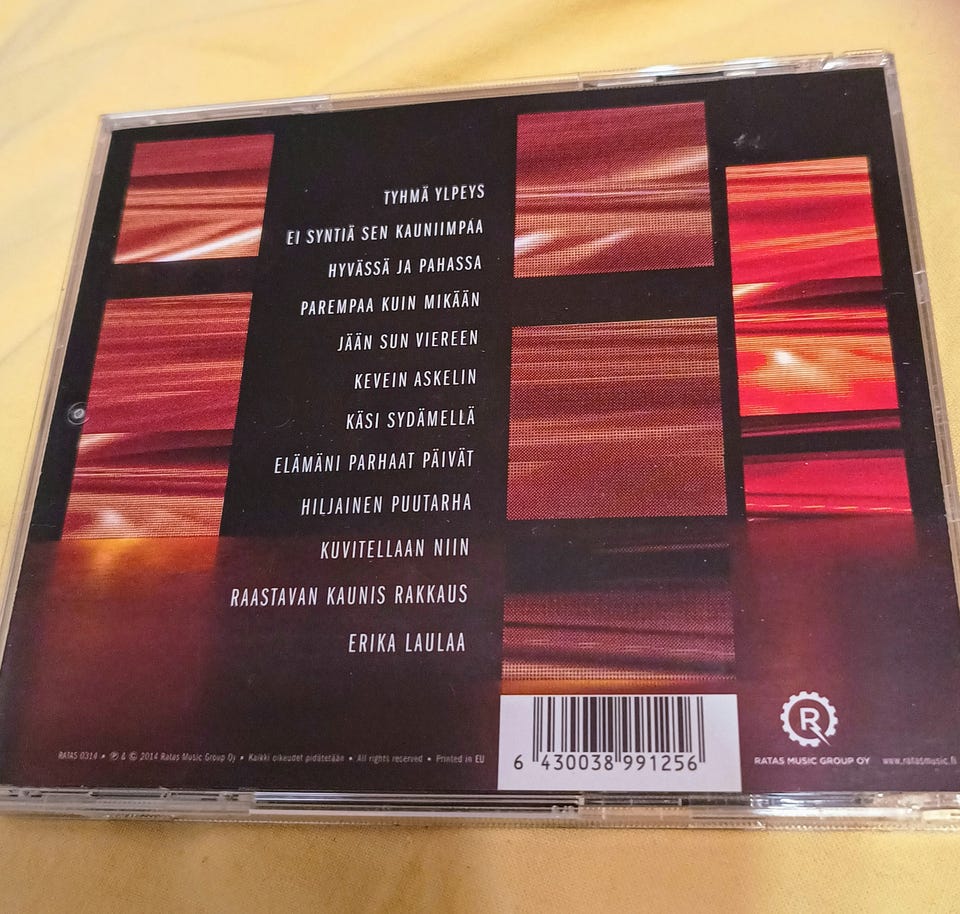 TYHMÄ YLPEYS
EI SYNTIÄ SEN KAUNIIMPAA
HYVÄSSÄ JA PAHASSA
PAREMPAA KUIN MIKÄÄN
JÄÄN SUN VIEREEN
KEVEIN ASKELIN
KÄSI SYDÄMELLÄ
ELÄMÄNI PARHAAT PÄIVÄT
HILJAINEN PUUTARHA
KUVITELLAAN NIIN
RAASTAVAN KAUNIS RAKKAUS
ERIKA LAULAA
RATAS 0314 • ℗ & © 2014 Ratas Music Group Oy • Kaikki oikeudet pidätetään • All rights reserved • Printed in EU
6 430038 991256
R
RATAS MUSIC GROUP OY
www.ratasmusic.fi